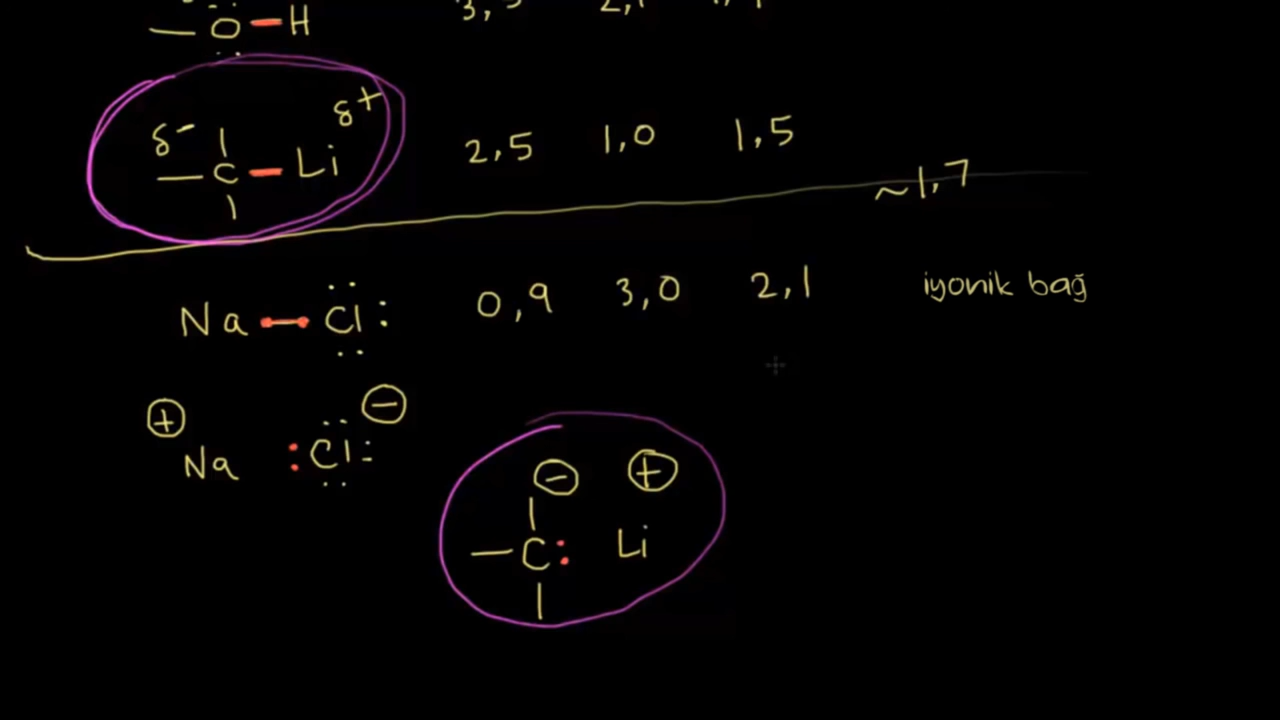 — O — H
δ- δ+
— C — Li 2,5 1,0 1,5
~1,7
Na — Cl 0,9 3,0 2,1 iyonik bağ
+ −
Na :Cl:
− +
— C: Li